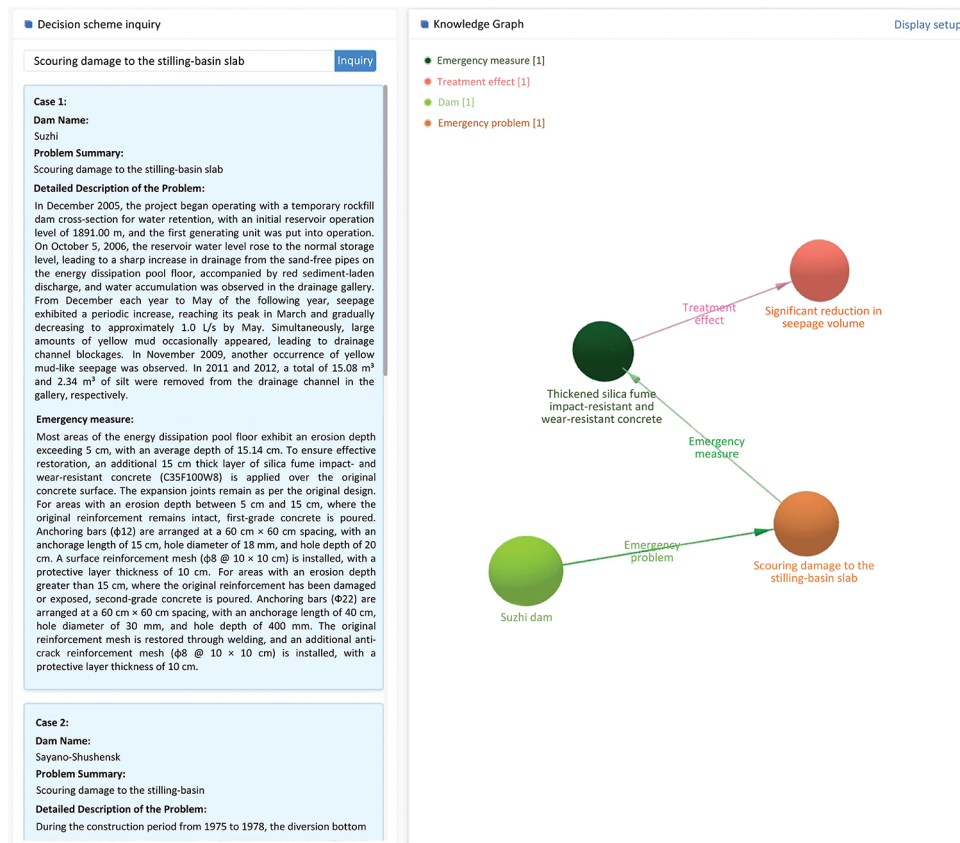 Decision scheme inquiry
Scouring damage to the stilling-basin slab
Inquiry
Case 1:
Dam Name:
Suzhi
Problem Summary:
Scouring damage to the stilling-basin slab
Detailed Description of the Problem:
In December 2005, the project began operating with a temporary rockfill
dam cross-section for water retention, with an initial reservoir operation
level of 1891.00 m, and the first generating unit was put into operation.
On October 5, 2006, the reservoir water level rose to the normal storage
level, leading to a sharp increase in drainage from the sand-free pipes on
the energy dissipation pool floor, accompanied by red sediment-laden
discharge, and water accumulation was observed in the drainage gallery.
From December each year to May of the following year, seepage
exhibited a periodic increase, reaching its peak in March and gradually
decreasing to approximately 1.0 L/s by May. Simultaneously, large
amounts of yellow mud occasionally appeared, leading to drainage
channel blockages. In November 2009, another occurrence of yellow
mud-like seepage was observed. In 2011 and 2012, a total of 15.08 m³
and 2.34 m³ of silt were removed from the drainage channel in the
gallery, respectively.
Emergency measure:
Most areas of the energy dissipation pool floor exhibit an erosion depth
exceeding 5 cm, with an average depth of 15.14 cm. To ensure effective
restoration, an additional 15 cm thick layer of silica fume impact- and
wear-resistant concrete (C35F100W8) is applied over the original
concrete surface. The expansion joints remain as per the original design.
For areas with an erosion depth between 5 cm and 15 cm, where the
original reinforcement remains intact, first-grade concrete is poured.
Anchoring bars (ϕ12) are arranged at a 60 cm × 60 cm spacing, with an
anchorage length of 15 cm, hole diameter of 18 mm, and hole depth of 20
cm. A surface reinforcement mesh (ϕ8 @ 10 × 10 cm) is installed, with a
protective layer thickness of 10 cm. For areas with an erosion depth
greater than 15 cm, where the original reinforcement has been damaged
or exposed, second-grade concrete is poured. Anchoring bars (Φ22) are
arranged at a 60 cm × 60 cm spacing, with an anchorage length of 40 cm,
hole diameter of 30 mm, and hole depth of 400 mm. The original
reinforcement mesh is restored through welding, and an additional anti-
crack reinforcement mesh (ϕ8 @ 10 × 10 cm) is installed, with a
protective layer thickness of 10 cm.
Case 2:
Dam Name:
Sayano-Shushensk
Problem Summary:
Scouring damage to the stilling-basin
Detailed Description of the Problem:
During the construction period from 1975 to 1978, the diversion bottom
Knowledge Graph
Display setup
Emergency measure [1]
Treatment effect [1]
Dam [1]
Emergency problem [1]
Treatment
effect
Significant reduction in
seepage volume
Thickened silica fume
impact-resistant and
wear-resistant concrete
Emergency
measure
Emergency
problem
Scouring damage to the
stilling-basin slab
Suzhi dam